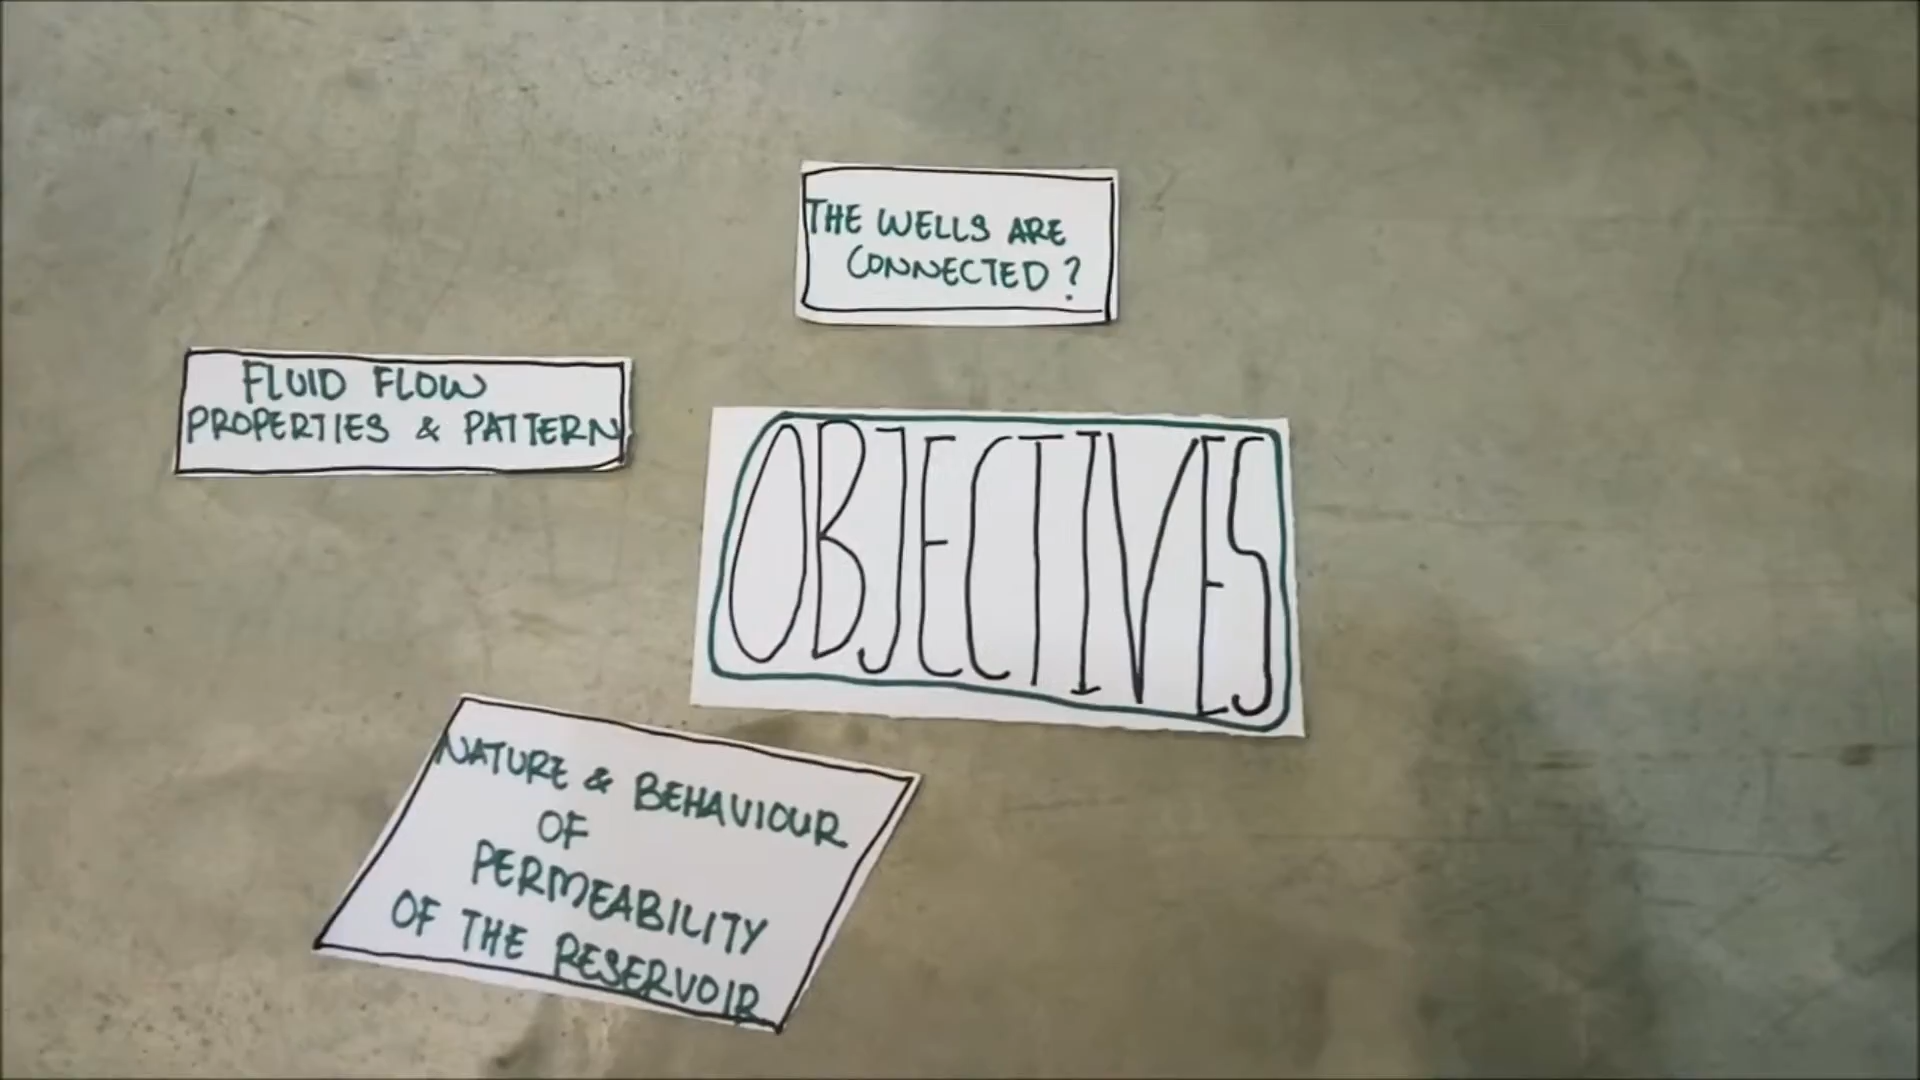 THE WELLS ARE
CONNECTED?
FLUID FLOW
PROPERTIES & PATTERN
OBJECTIVES
NATURE & BEHAVIOUR
OF
PERMEABILITY
OF THE RESERVOIR